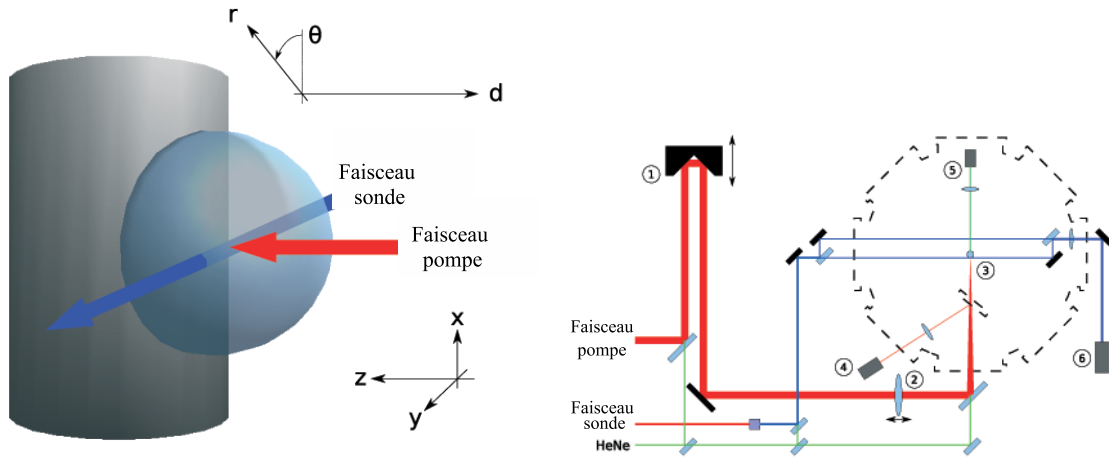 r
θ
d
Faisceau
sonde
Faisceau
pompe
x
z
y
1
5
3
Faisceau
pompe
4
2
6
Faisceau
sonde
HeNe